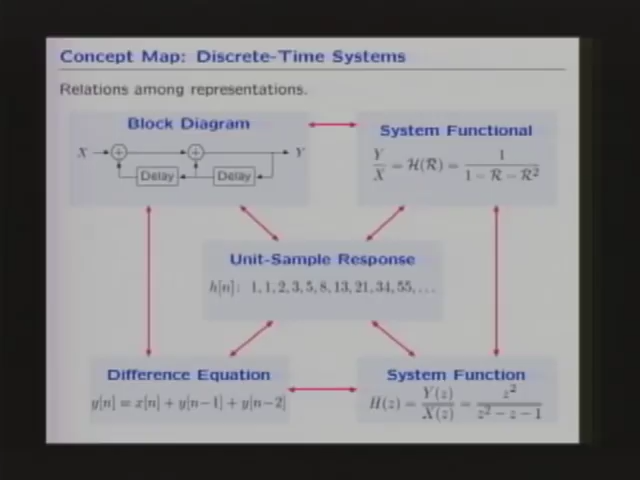 Concept Map: Discrete-Time Systems
Relations among representations.
Block Diagram
X + + Y
Delay Delay
System Functional
Y/X = H(R) = 1/(1 − R − R²)
Unit-Sample Response
h[n]: 1, 1, 2, 3, 5, 8, 13, 21, 34, 55, ...
Difference Equation
y[n] = x[n] + y[n−1] + y[n−2]
System Function
H(z) = Y(z)/X(z) = z²/(z² − z − 1)